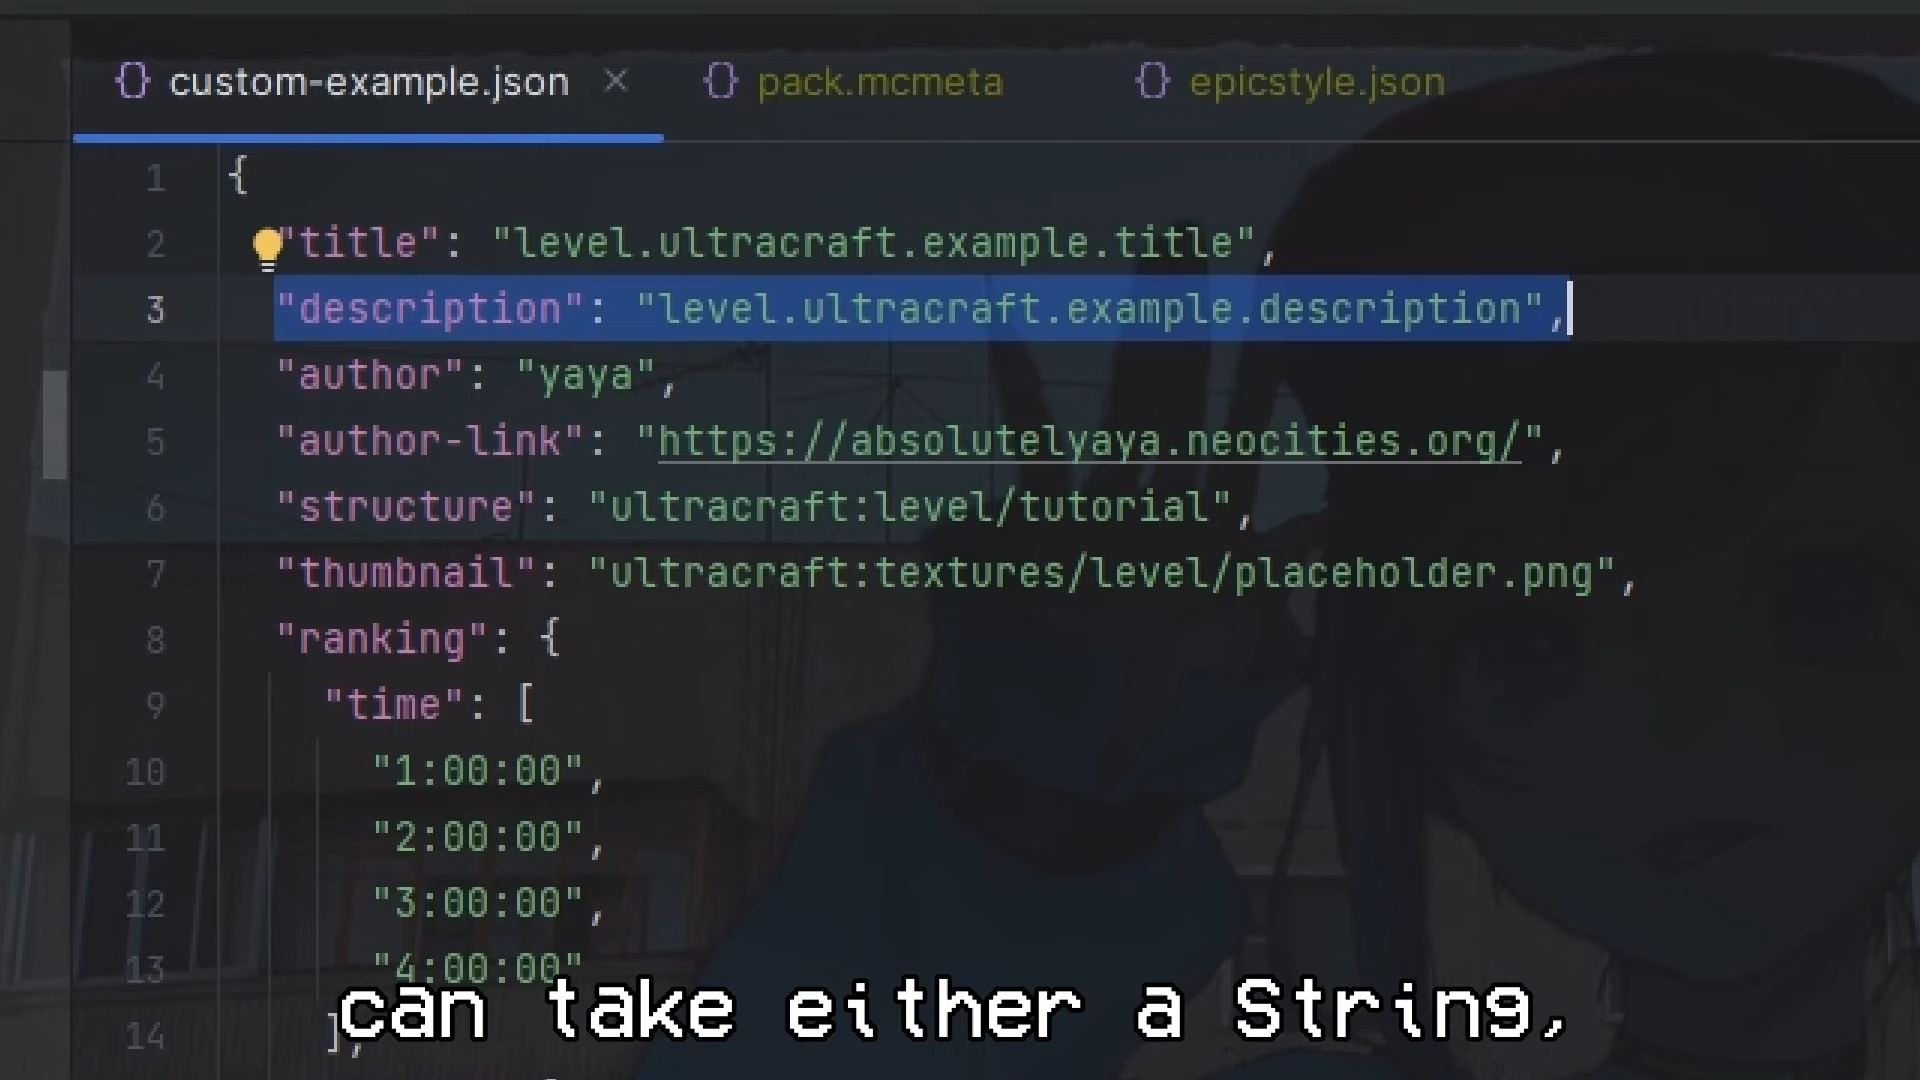 custom-example.json pack.mcmeta epicstyle.json
1 {
2 "title": "level.ultracraft.example.title",
3 "description": "level.ultracraft.example.description",
4 "author": "yaya",
5 "author-link": "https://absolutelyyaya.neocities.org/",
6 "structure": "ultracraft:level/tutorial",
7 "thumbnail": "ultracraft:textures/level/placeholder.png",
8 "ranking": {
9 "time": [
10 "1:00:00",
11 "2:00:00",
12 "3:00:00",
13 "4:00:00"
14 ],
can take either a String,